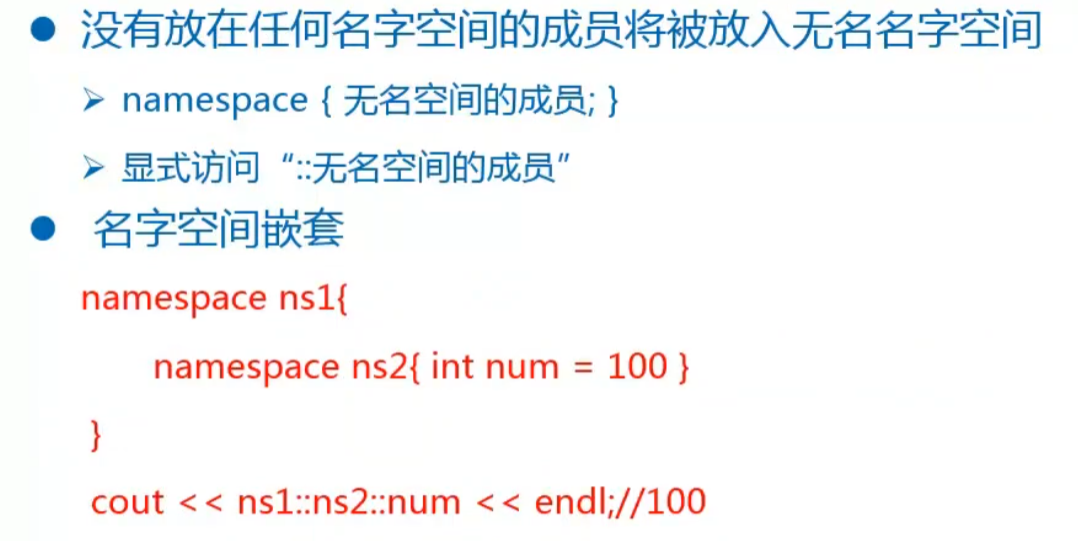 没有放在任何名字空间的成员将被放入无名名字空间
namespace { 无名空间的成员; }
显式访问“::无名空间的成员”
名字空间嵌套
namespace ns1{
namespace ns2{ int num = 100 }
}
cout << ns1::ns2::num << endl;//100